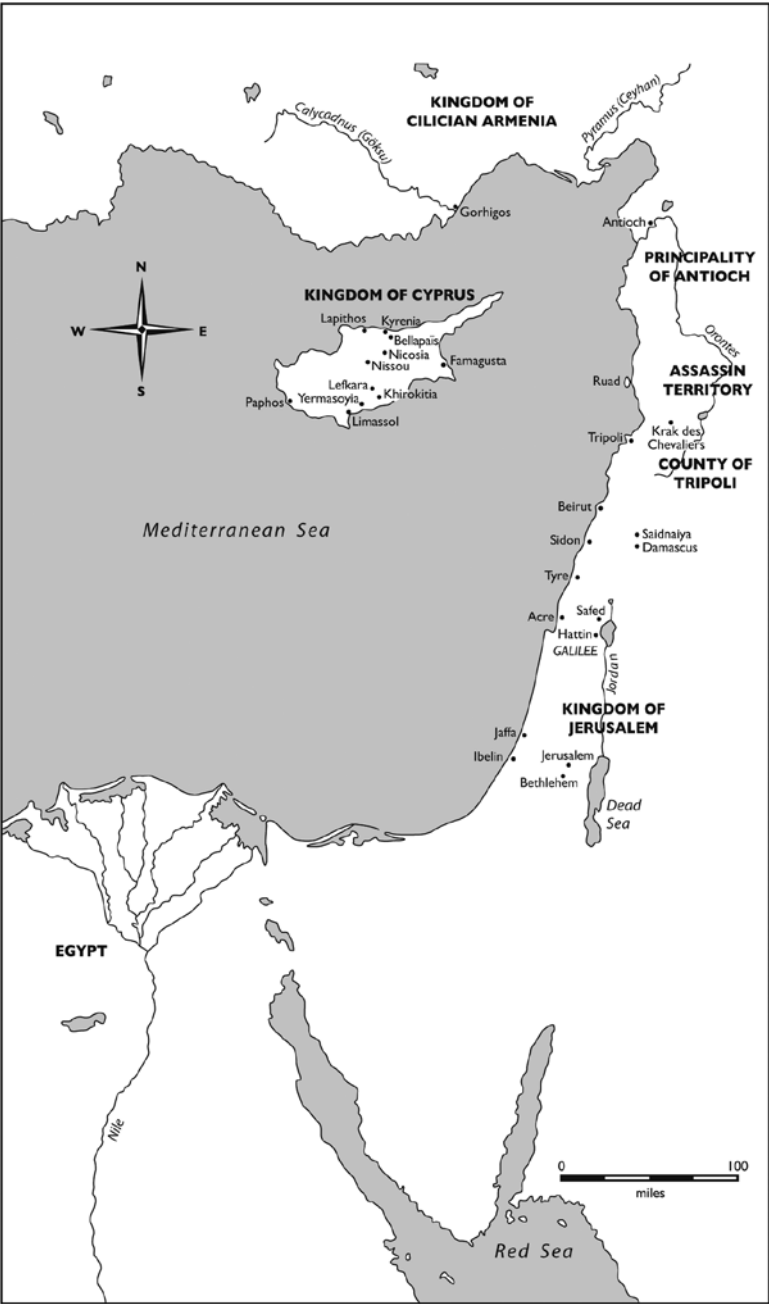 KINGDOM OF
CILICIAN ARMENIA
Calycadnus (Göksu)
Pyramus (Ceyhan)
Gorhigos
Antioch
PRINCIPALITY
OF ANTIOCH
N
W
E
S
KINGDOM OF CYPRUS
Lapithos
Kyrenia
Bellapaïs
Nicosia
Nissou
Famagusta
Lefkara
Khirokitia
Yermasoyia
Paphos
Limassol
Orontes
ASSASSIN
TERRITORY
Ruad
Krak des
Chevaliers
Tripoli
COUNTY OF
TRIPOLI
Mediterranean Sea
Beirut
Sidon
Saidnaiya
Damascus
Tyre
Acre
Safed
Hattin
GALILEE
Jordan
KINGDOM OF
JERUSALEM
Jaffa
Ibelin
Jerusalem
Bethlehem
Dead
Sea
EGYPT
Nile
0
100
miles
Red Sea